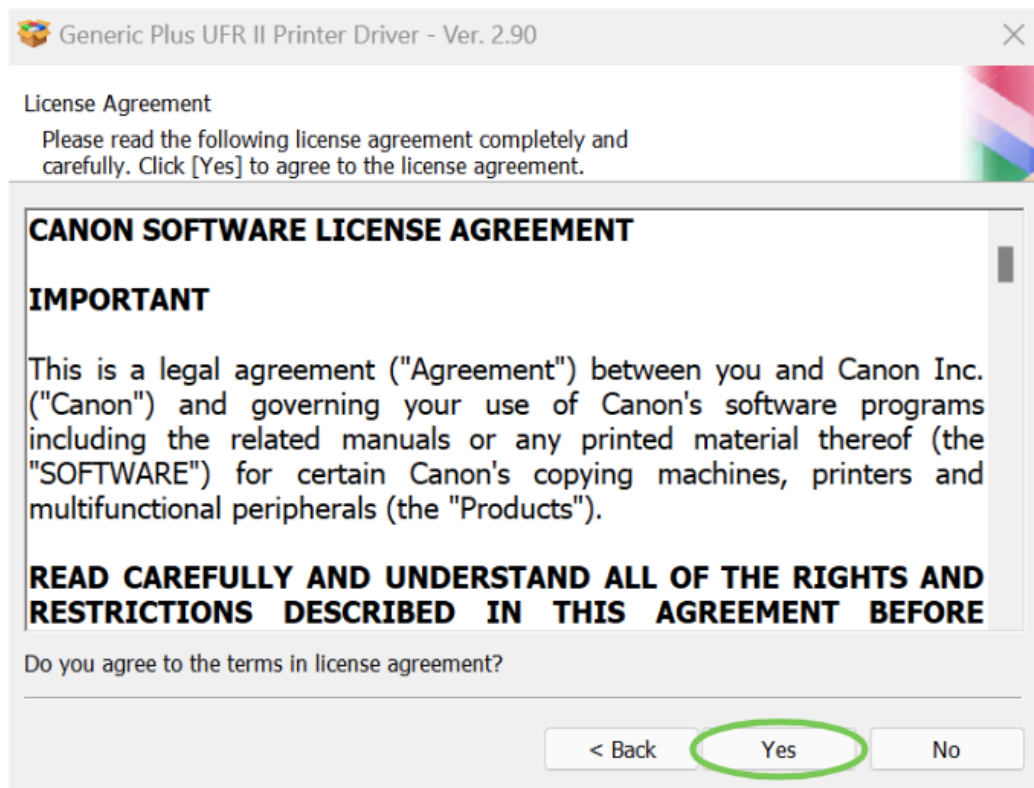 Generic Plus UFR II Printer Driver - Ver. 2.90
License Agreement
Please read the following license agreement completely and
carefully. Click [Yes] to agree to the license agreement.
CANON SOFTWARE LICENSE AGREEMENT
IMPORTANT
This is a legal agreement ("Agreement") between you and Canon Inc.
("Canon") and governing your use of Canon's software programs
including the related manuals or any printed material thereof (the
"SOFTWARE") for certain Canon's copying machines, printers and
multifunctional peripherals (the "Products").
READ CAREFULLY AND UNDERSTAND ALL OF THE RIGHTS AND
RESTRICTIONS DESCRIBED IN THIS AGREEMENT BEFORE
Do you agree to the terms in license agreement?
< Back
Yes
No